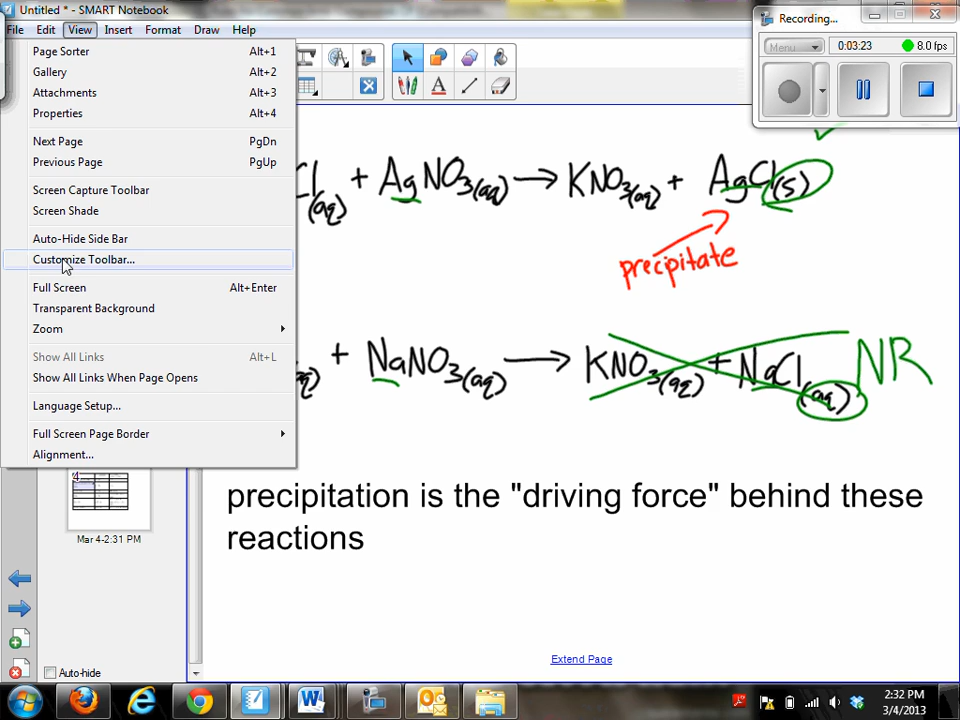 Untitled * - SMART Notebook
File Edit View Insert Format Draw Help
Page Sorter Alt+1
Gallery Alt+2
Attachments Alt+3
Properties Alt+4
Next Page PgDn
Previous Page PgUp
Screen Capture Toolbar
Screen Shade
Auto-Hide Side Bar
Customize Toolbar...
Full Screen Alt+Enter
Transparent Background
Zoom
Show All Links Alt+L
Show All Links When Page Opens
Language Setup...
Full Screen Page Border
Alignment...
Mar 4-2:31 PM
Auto-hide
Recording...
Menu 0:03:23 8.0 fps
Cl(aq) + AgNO3(aq) → KNO3(aq) + AgCl(s)
precipitate
+ NaNO3(aq) → KNO3(aq) + NaCl(aq) NR
precipitation is the "driving force" behind these
reactions
Extend Page
2:32 PM
3/4/2013